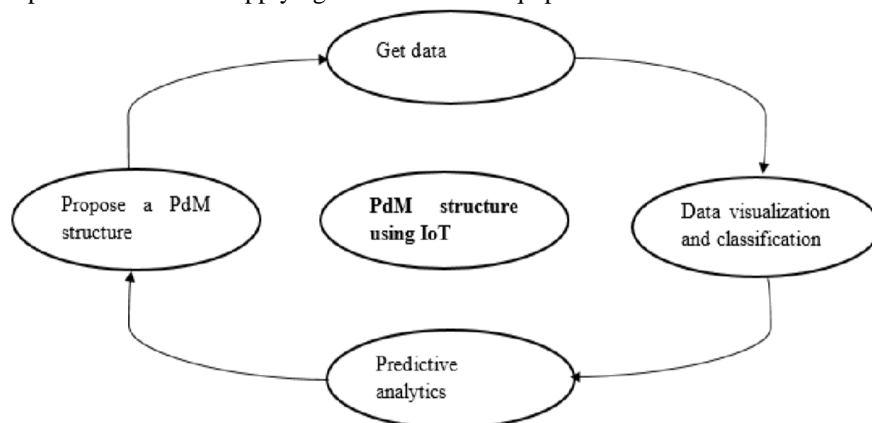 Get data
Propose a PdM
structure
PdM structure
using IoT
Data visualization
and classification
Predictive
analytics